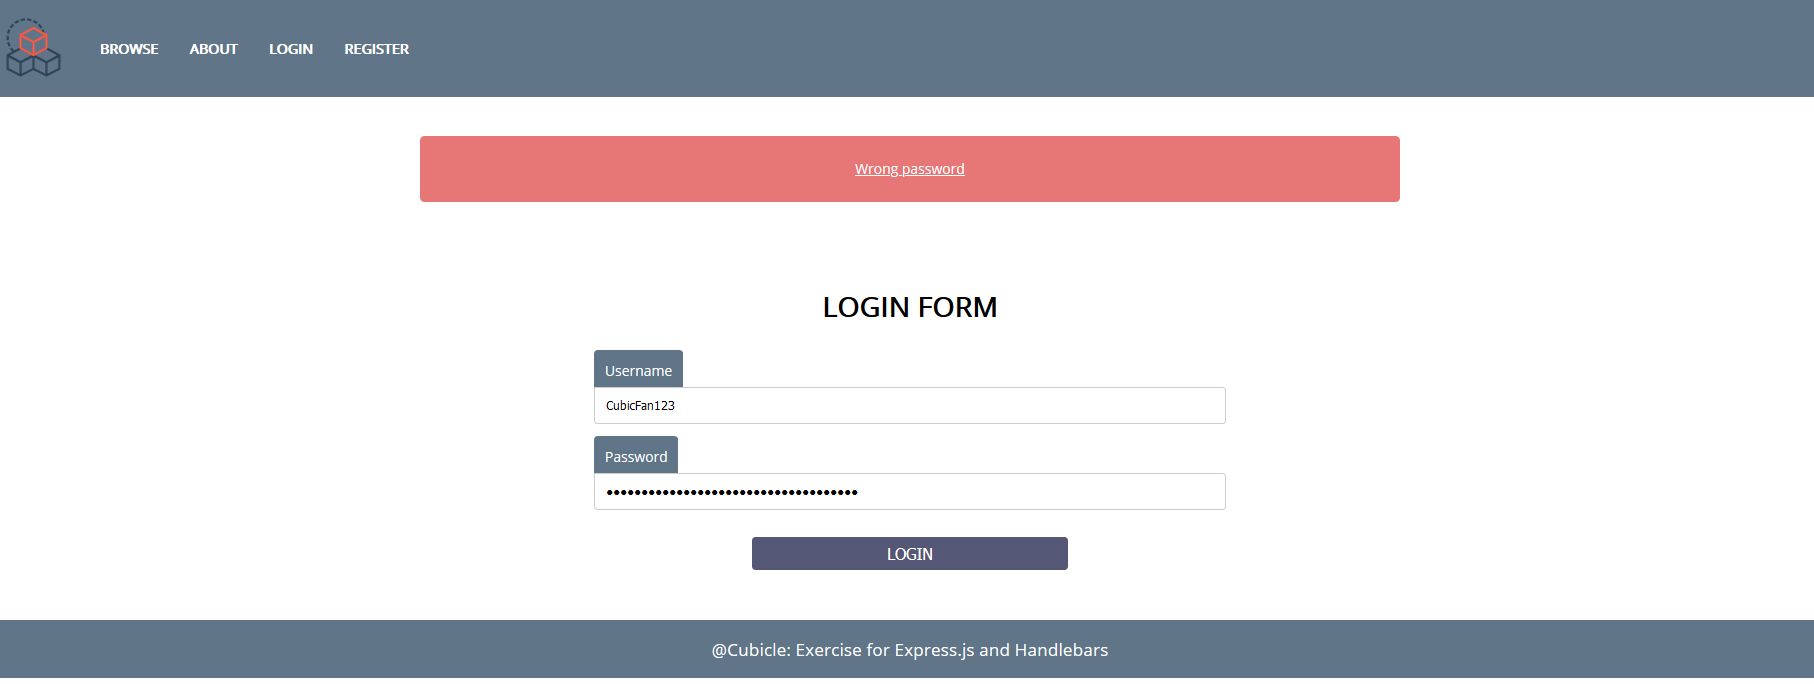 BROWSE ABOUT LOGIN REGISTER
Wrong password
LOGIN FORM
Username
CubicFan123
Password
••••••••••••••••••••••••••••••••••••
LOGIN
@Cubicle: Exercise for Express.js and Handlebars